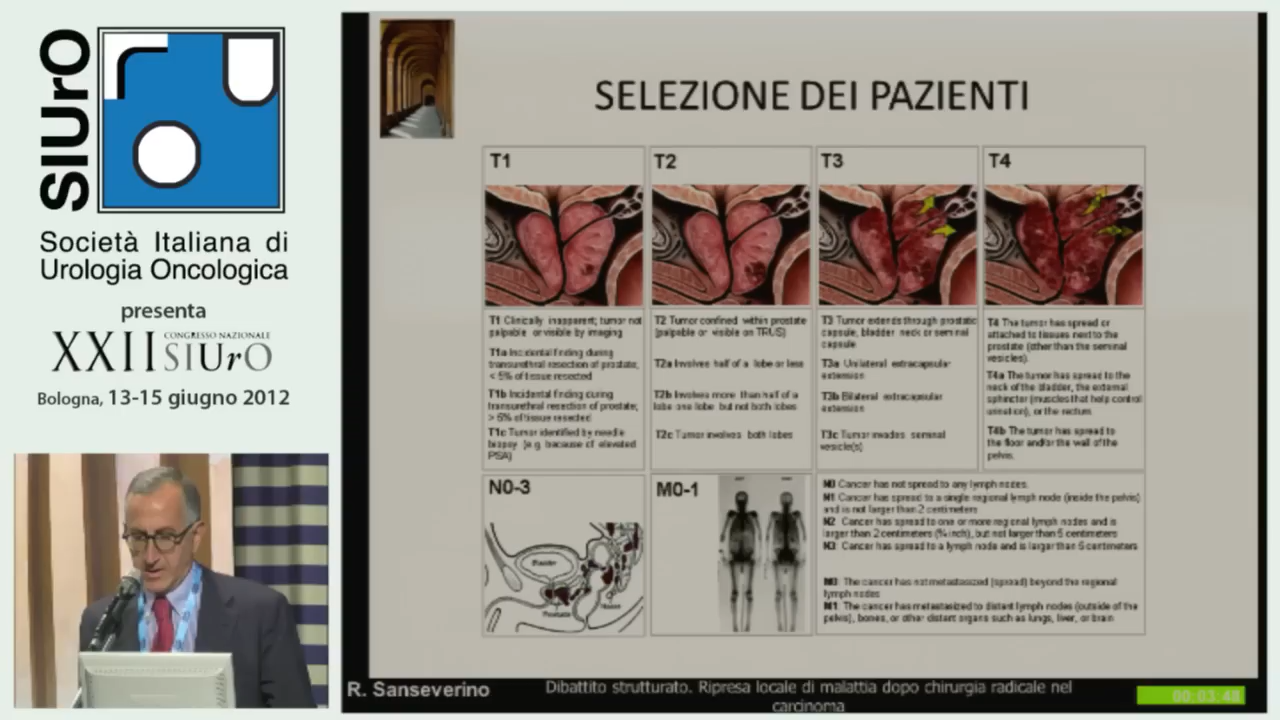 SIUrO
Società Italiana di
Urologia Oncologica
presenta
XXII CONGRESSO NAZIONALE
SIUrO
Bologna, 13-15 giugno 2012
SELEZIONE DEI PAZIENTI
T1
T2
T3
T4
T1 Clinically inapparent; tumor not
palpable or visible by imaging
T1a Incidental finding during
transurethral resection of prostate;
< 5% of tissue resected
T1b Incidental finding during
transurethral resection of prostate;
> 5% of tissue resected
T1c Tumor identified by needle
biopsy (e.g. because of elevated
PSA)
T2 Tumor confined within prostate
(palpable or visible on TRUS)
T2a Involves half of a lobe or less
T2b Involves more than half of a
lobe one lobe but not both lobes
T2c Tumor involves both lobes
T3 Tumor extends through prostatic
capsule, bladder neck or seminal
capsule
T3a Unilateral extracapsular
extension
T3b Bilateral extracapsular
extension
T3c Tumor invades seminal
vesicle(s)
T4 The tumor has spread or
attached to tissues next to the
prostate (other than the seminal
vesicles).
T4a The tumor has spread to the
neck of the bladder, the external
sphincter (muscles that help control
urination), or the rectum.
T4b The tumor has spread to
the floor and/or the wall of the
pelvis.
N0-3
Bladder
Prostate
M0-1
N0 Cancer has not spread to any lymph nodes.
N1 Cancer has spread to a single regional lymph node (inside the pelvis)
and is not larger than 2 centimeters
N2 Cancer has spread to one or more regional lymph nodes and is
larger than 2 centimeters (¾ inch), but not larger than 5 centimeters
N3 Cancer has spread to a lymph node and is larger than 5 centimeters
M0 The cancer has not metastasized (spread) beyond the regional
lymph nodes
M1 The cancer has metastasized to distant lymph nodes (outside of the
pelvis), bones, or other distant organs such as lungs, liver, or brain
R. Sanseverino
Dibattito strutturato. Ripresa locale di malattia dopo chirurgia radicale nel
carcinoma
00:03:48